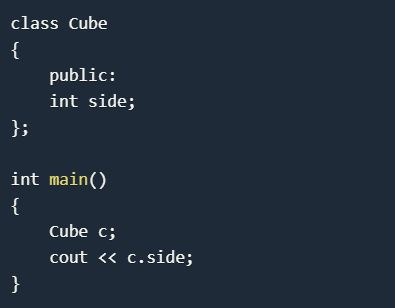 class Cube
{
    public:
    int side;
};

int main()
{
    Cube c;
    cout << c.side;
}